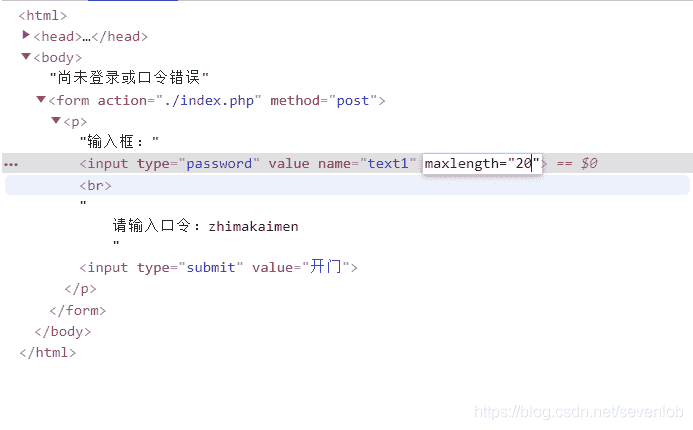 <html>
<head>…</head>
<body>
"尚未登录或口令错误"
<form action="./index.php" method="post">
<p>
"输入框："
<input type="password" value name="text1" maxlength="20"> == $0
<br>
"
请输入口令：zhimakaimen
"
<input type="submit" value="开门">
</p>
</form>
</body>
</html>
https://blog.csdn.net/sevenlob